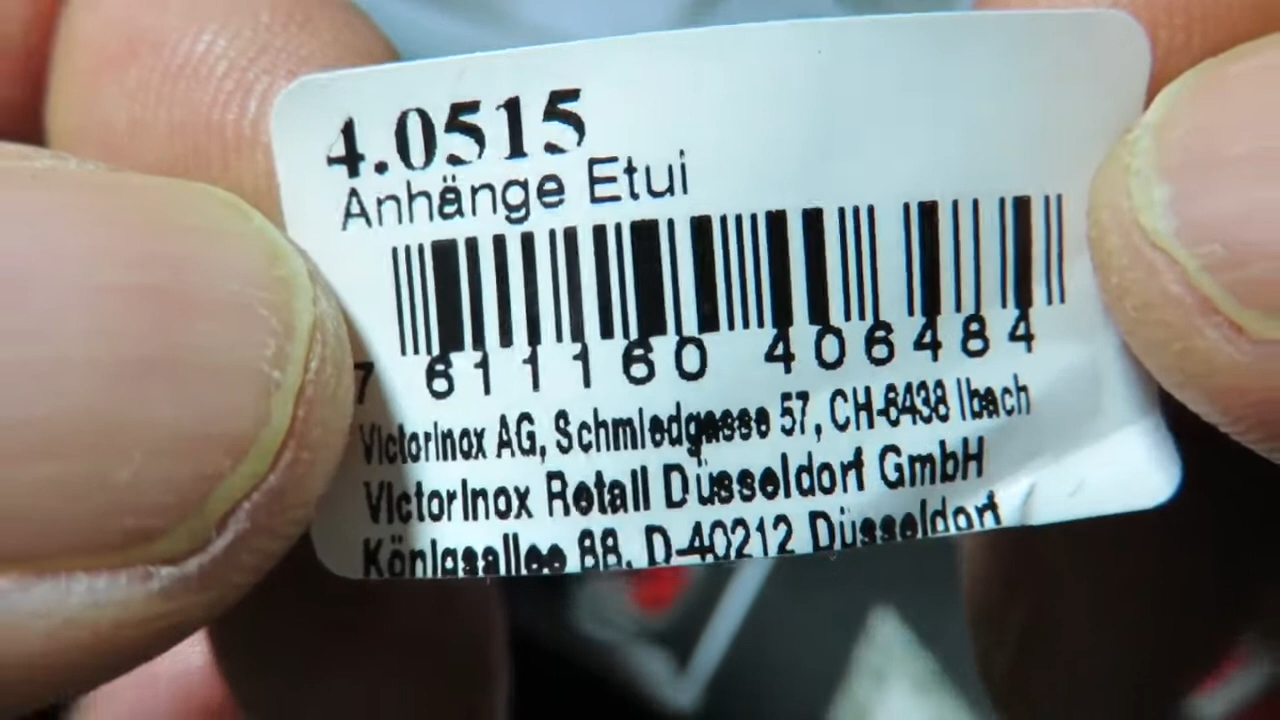 4.0515
Anhänge Etui
7 611160 406484
Victorinox AG, Schmiedgasse 57, CH-6438 Ibach
Victorinox Retail Düsseldorf GmbH
Königsallee 88, D-40212 Düsseldorf